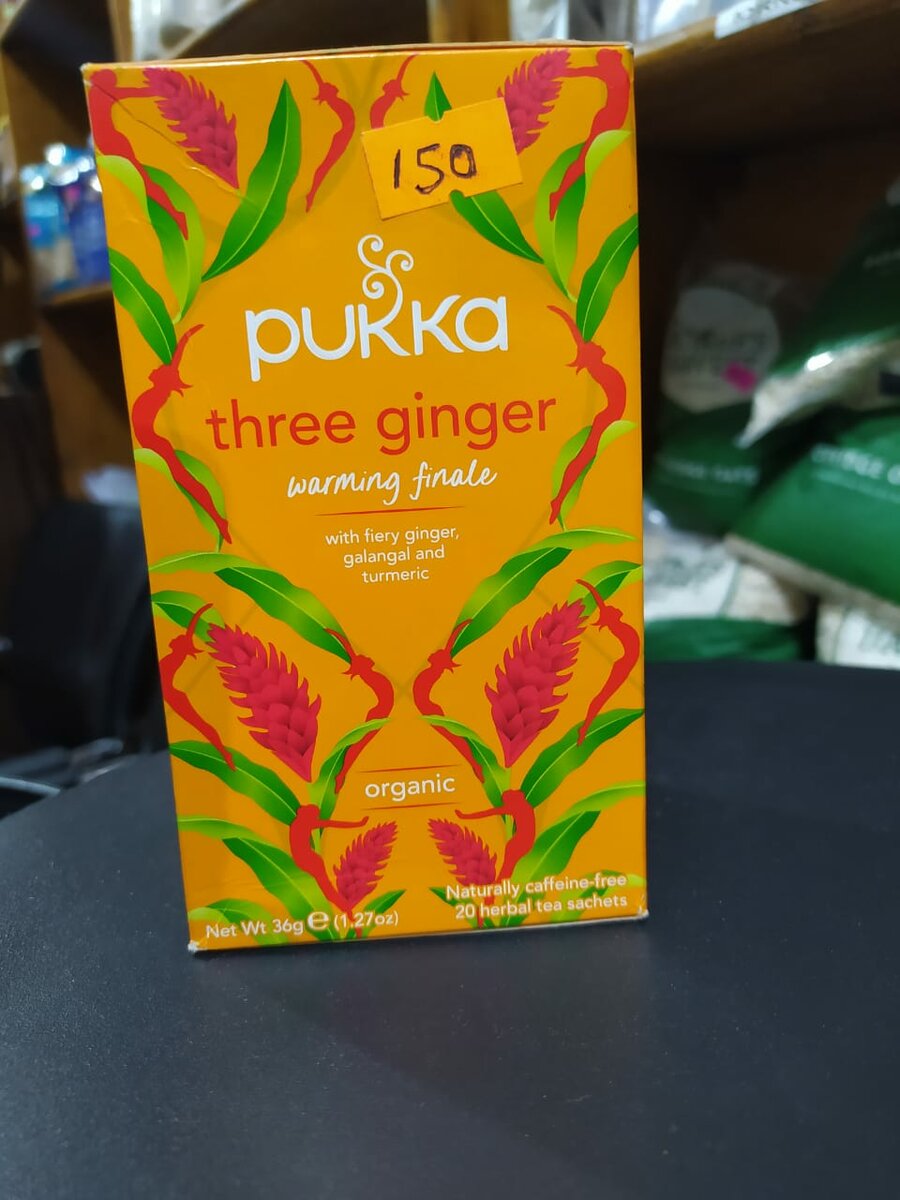 150
pukka
three ginger
warming finale
with fiery ginger,
galangal and
turmeric
organic
Naturally caffeine-free
20 herbal tea sachets
Net Wt 36g ℮ (1.27oz)